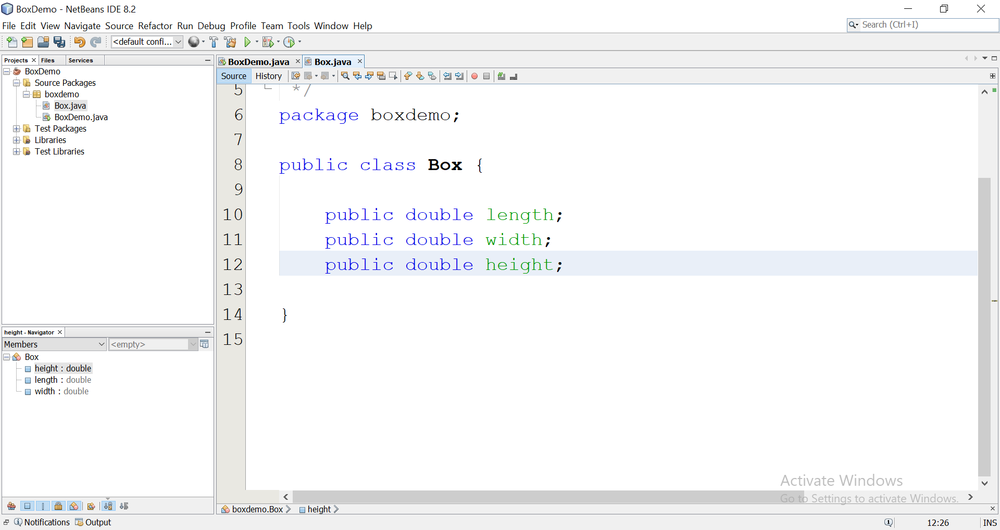 BoxDemo - NetBeans IDE 8.2
File Edit View Navigate Source Refactor Run Debug Profile Team Tools Window Help
Search (Ctrl+I)
<default confi...
Projects Files Services
BoxDemo
Source Packages
boxdemo
Box.java
BoxDemo.java
Test Packages
Libraries
Test Libraries
height - Navigator
Members <empty>
Box
height : double
length : double
width : double
BoxDemo.java Box.java
Source History
5 */
6 package boxdemo;
7
8 public class Box {
9
10 public double length;
11 public double width;
12 public double height;
13
14 }
15
Activate Windows
Go to Settings to activate Windows.
boxdemo.Box height
Notifications Output
12:26 INS